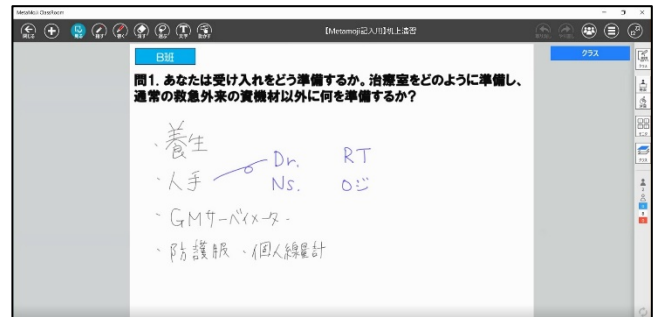 MetaMoJi ClassRoom
【Metamoji記入用】机上演習
B班
クラス
問1. あなたは受け入れをどう準備するか。治療室をどのように準備し、
通常の救急外来の資機材以外に何を準備するか?
・養生
・人手 Dr. RT
Ns. ロジ
・GMサーベイメーター
・防護服 ・個人線量計